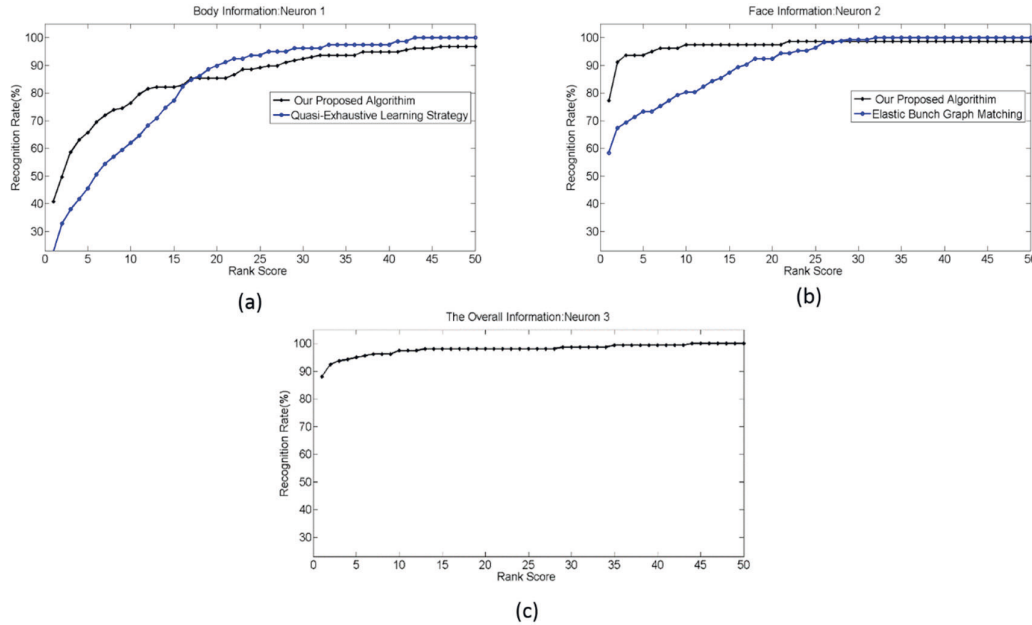 Body Information:Neuron 1
100
90
80
70
60
50
40
30
Recognition Rate(%)
Our Proposed Algorithim
Quasi-Exhaustive Learning Strategy
0 5 10 15 20 25 30 35 40 45 50
Rank Score
(a)
Face Information:Neuron 2
100
90
80
70
60
50
40
30
Recognition Rate(%)
Our Proposed Algorithim
Elastic Bunch Graph Matching
0 5 10 15 20 25 30 35 40 45 50
Rank Score
(b)
The Overall Information:Neuron 3
100
90
80
70
60
50
40
30
Recognition Rate(%)
0 5 10 15 20 25 30 35 40 45 50
Rank Score
(c)